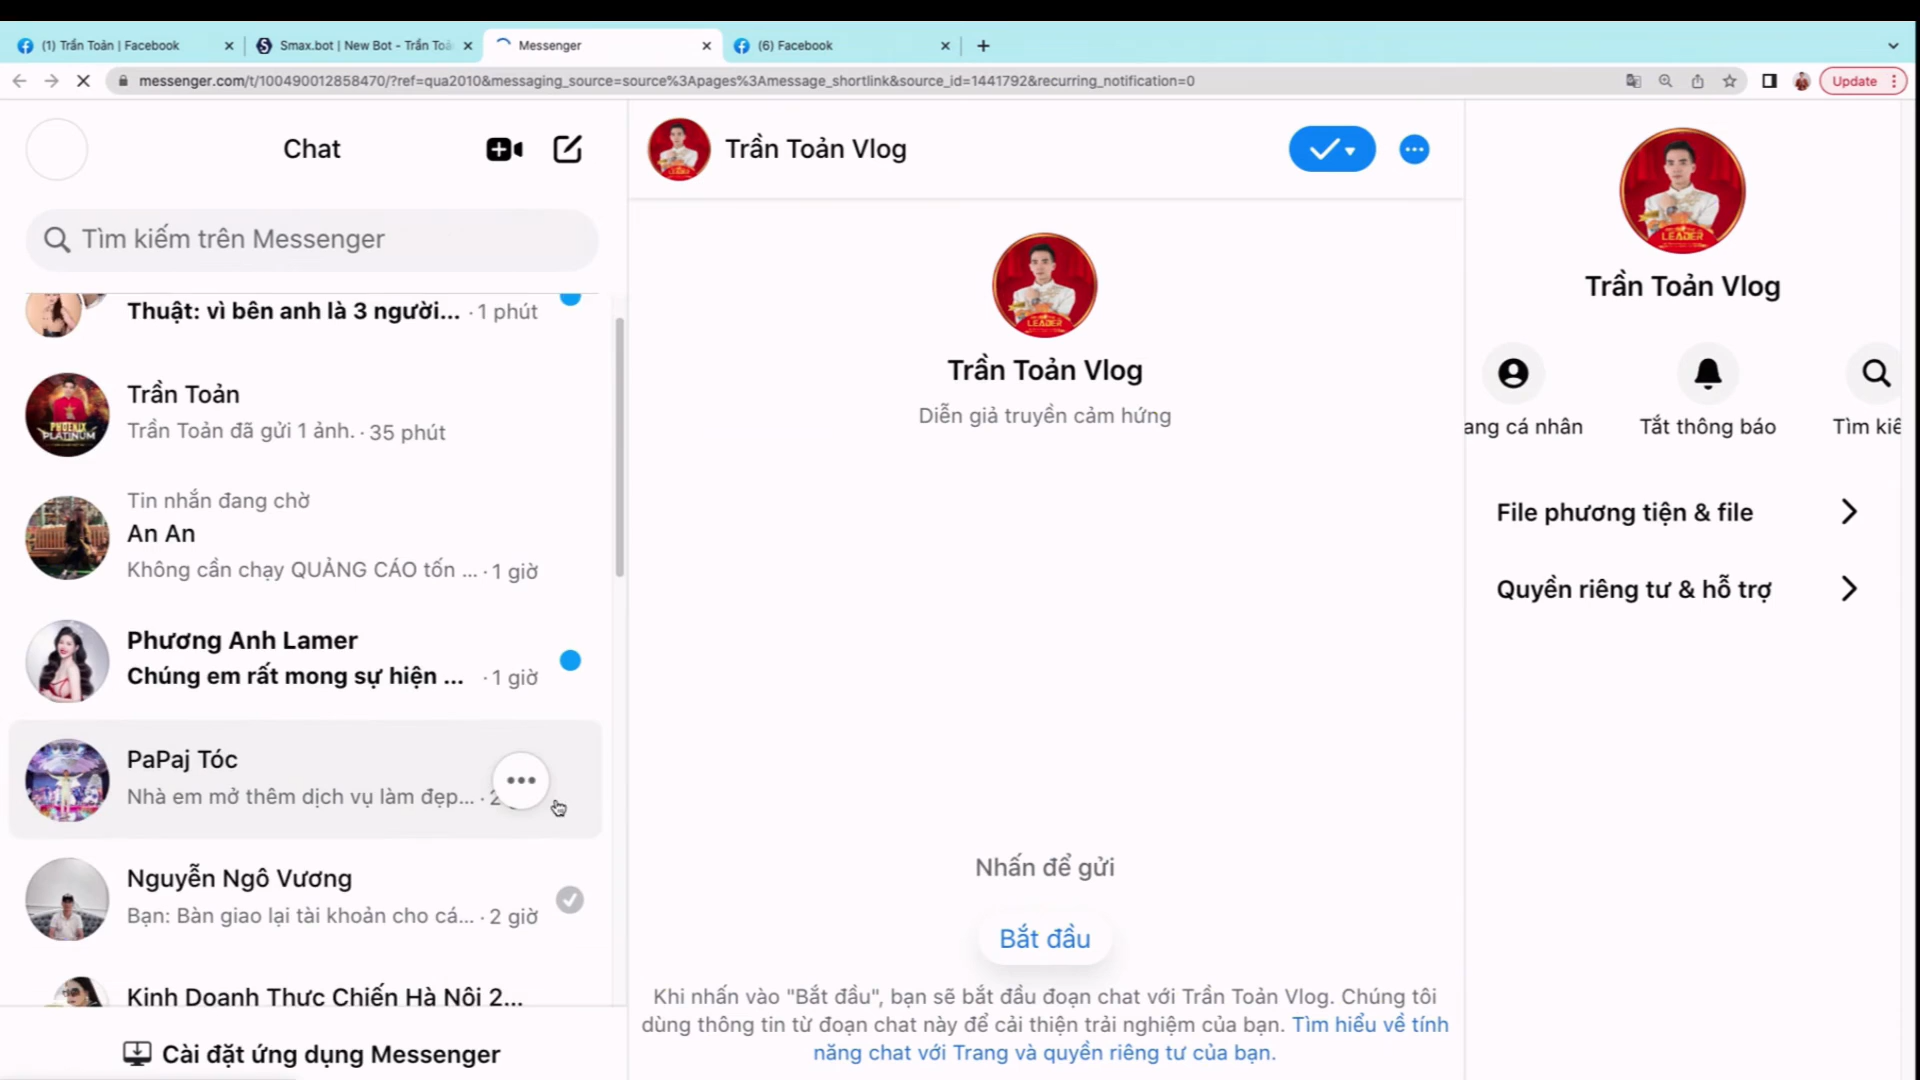 (1) Trần Toản | Facebook
Smax.bot | New Bot - Trần Toả
Messenger
(6) Facebook
messenger.com/t/100490012858470/?ref=qua2010&messaging_source=source%3Apages%3Amessage_shortlink&source_id=1441792&recurring_notification=0
Update
Chat
Tìm kiếm trên Messenger
Thuật: vì bên anh là 3 người... · 1 phút
Trần Toản
Trần Toản đã gửi 1 ảnh. · 35 phút
PHOENIX
PLATINUM
Tin nhắn đang chờ
An An
Không cần chạy QUẢNG CÁO tốn ... · 1 giờ
Phương Anh Lamer
Chúng em rất mong sự hiện ... · 1 giờ
PaPaj Tóc
Nhà em mở thêm dịch vụ làm đẹp... · 2
Nguyễn Ngô Vương
Bạn: Bàn giao lại tài khoản cho cá... · 2 giờ
Kinh Doanh Thực Chiến Hà Nội 2...
Cài đặt ứng dụng Messenger
Trần Toản Vlog
LEADER
Trần Toản Vlog
Diễn giả truyền cảm hứng
Nhấn để gửi
Bắt đầu
Khi nhấn vào "Bắt đầu", bạn sẽ bắt đầu đoạn chat với Trần Toản Vlog. Chúng tôi
dùng thông tin từ đoạn chat này để cải thiện trải nghiệm của bạn. Tìm hiểu về tính
năng chat với Trang và quyền riêng tư của bạn.
LEADER
Trần Toản Vlog
ang cá nhân
Tắt thông báo
Tìm kiế
File phương tiện & file
Quyền riêng tư & hỗ trợ